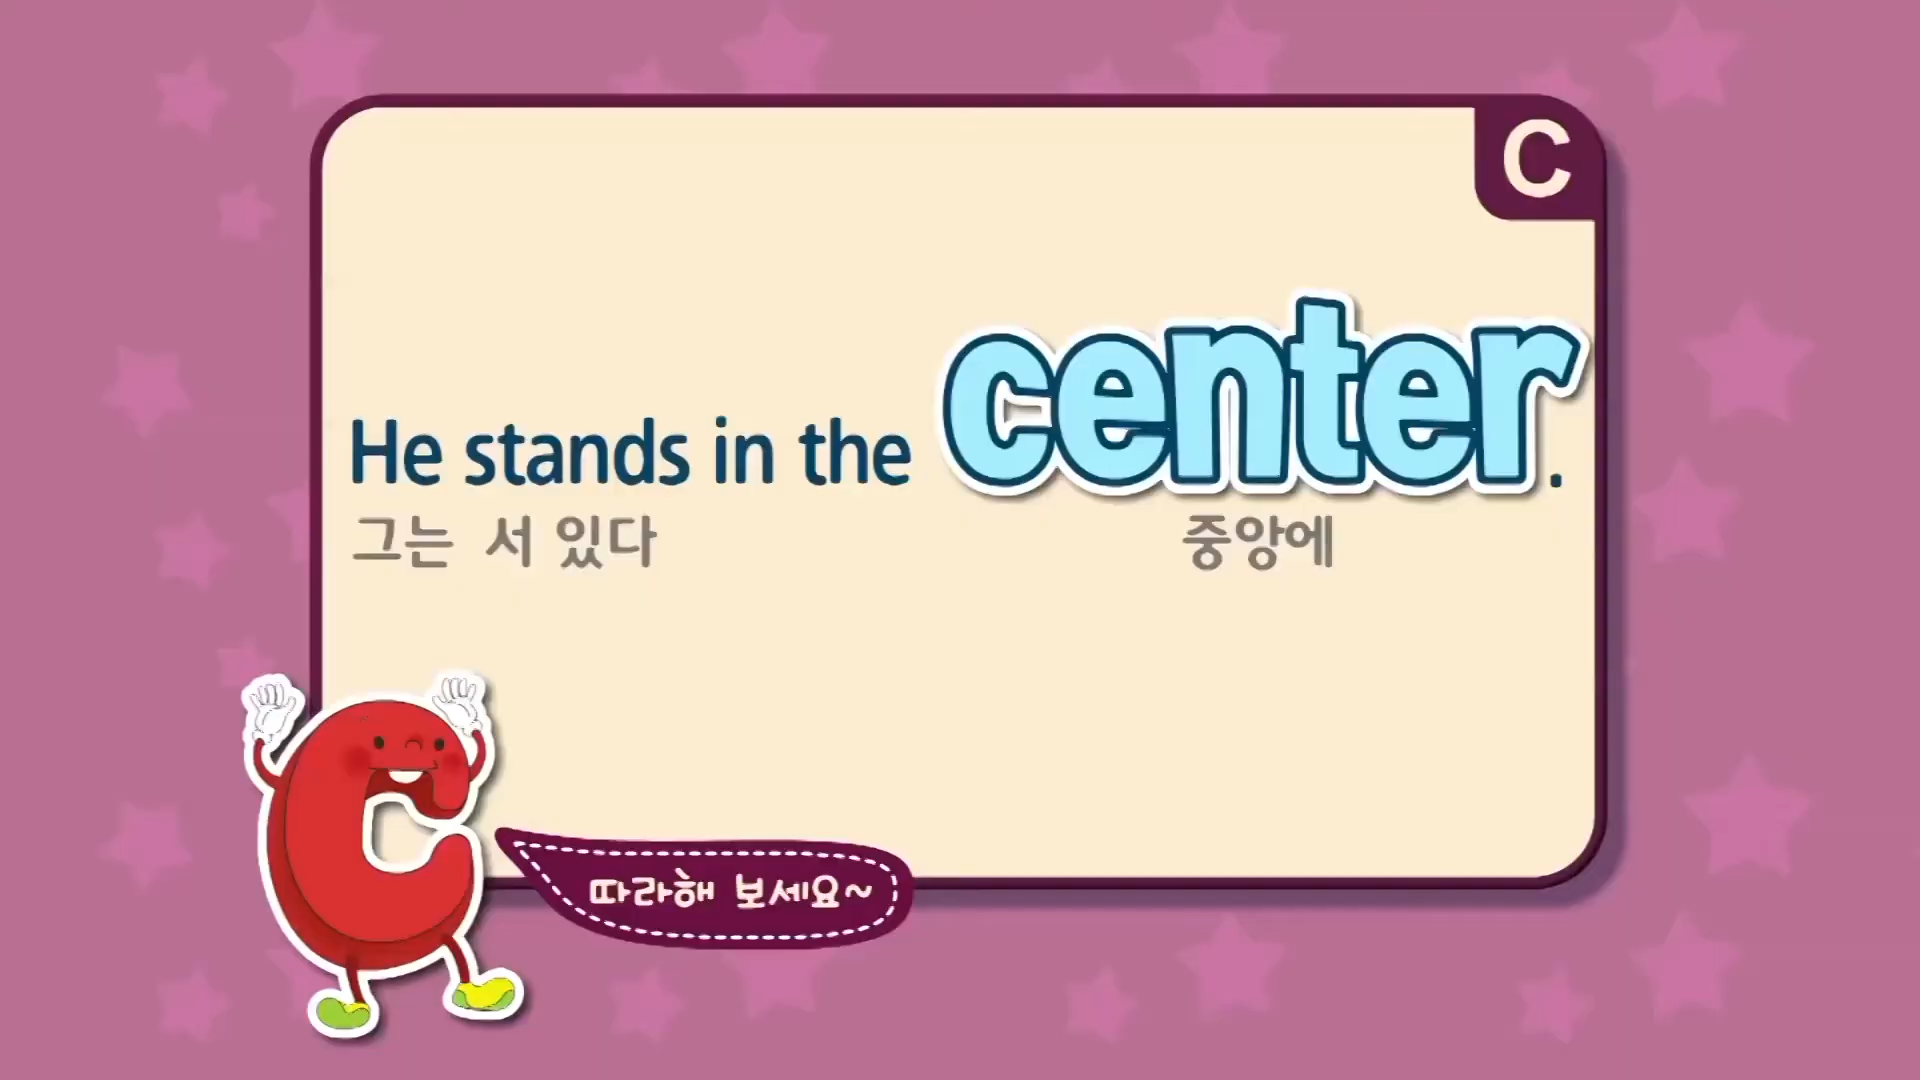 C
He stands in the center.
그는 서 있다 중앙에
따라해 보세요~